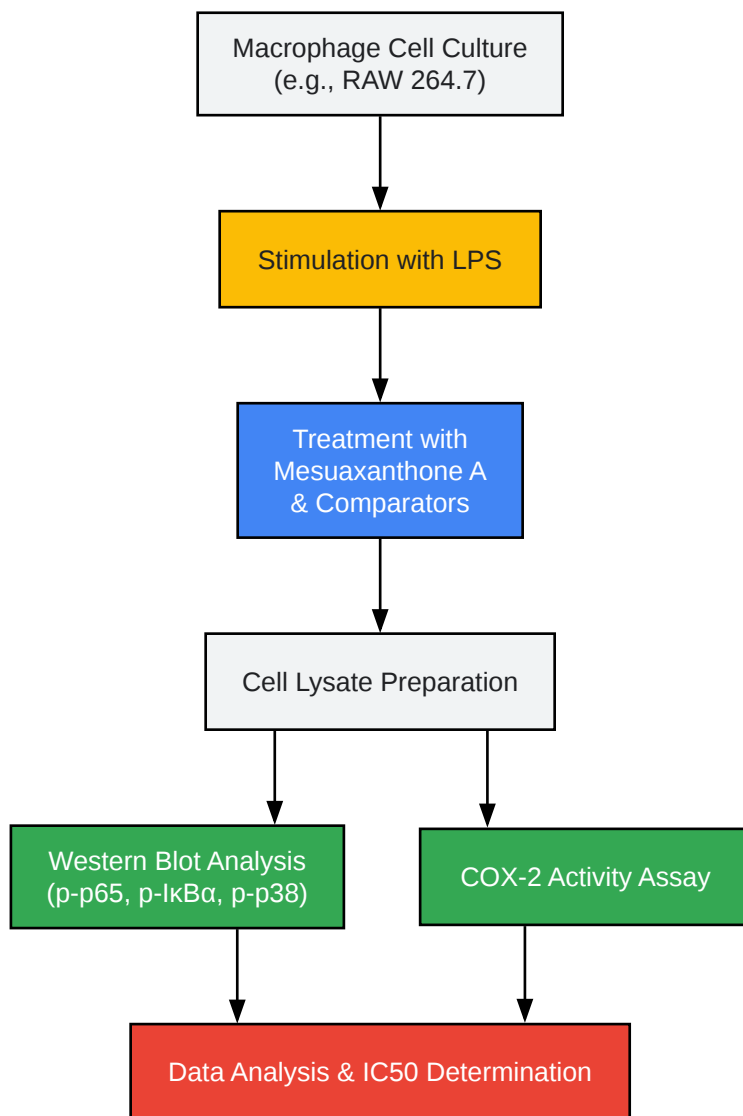 Macrophage Cell Culture
(e.g., RAW 264.7)
Stimulation with LPS
Treatment with
Mesuaxanthone A
& Comparators
Cell Lysate Preparation
Western Blot Analysis
(p-p65, p-IκBα, p-p38)
COX-2 Activity Assay
Data Analysis & IC50 Determination